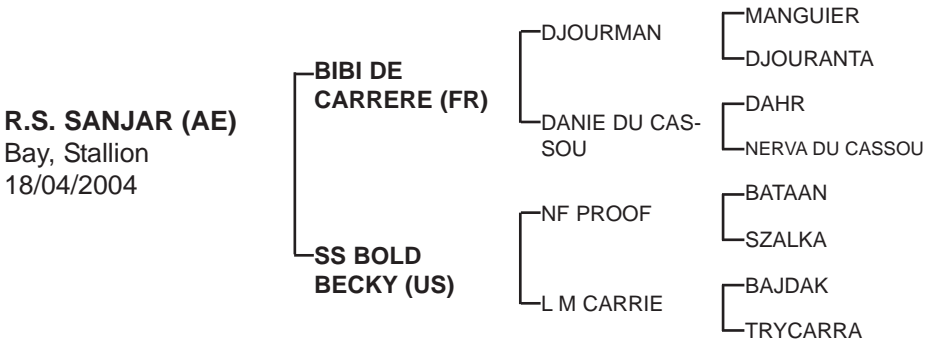 R.S. SANJAR (AE)
Bay, Stallion
18/04/2004
BIBI DE
CARRERE (FR)
SS BOLD
BECKY (US)
DJOURMAN
DANIE DU CAS-
SOU
NF PROOF
L M CARRIE
MANGUIER
DJOURANTA
DAHR
NERVA DU CASSOU
BATAAN
SZALKA
BAJDAK
TRYCARRA